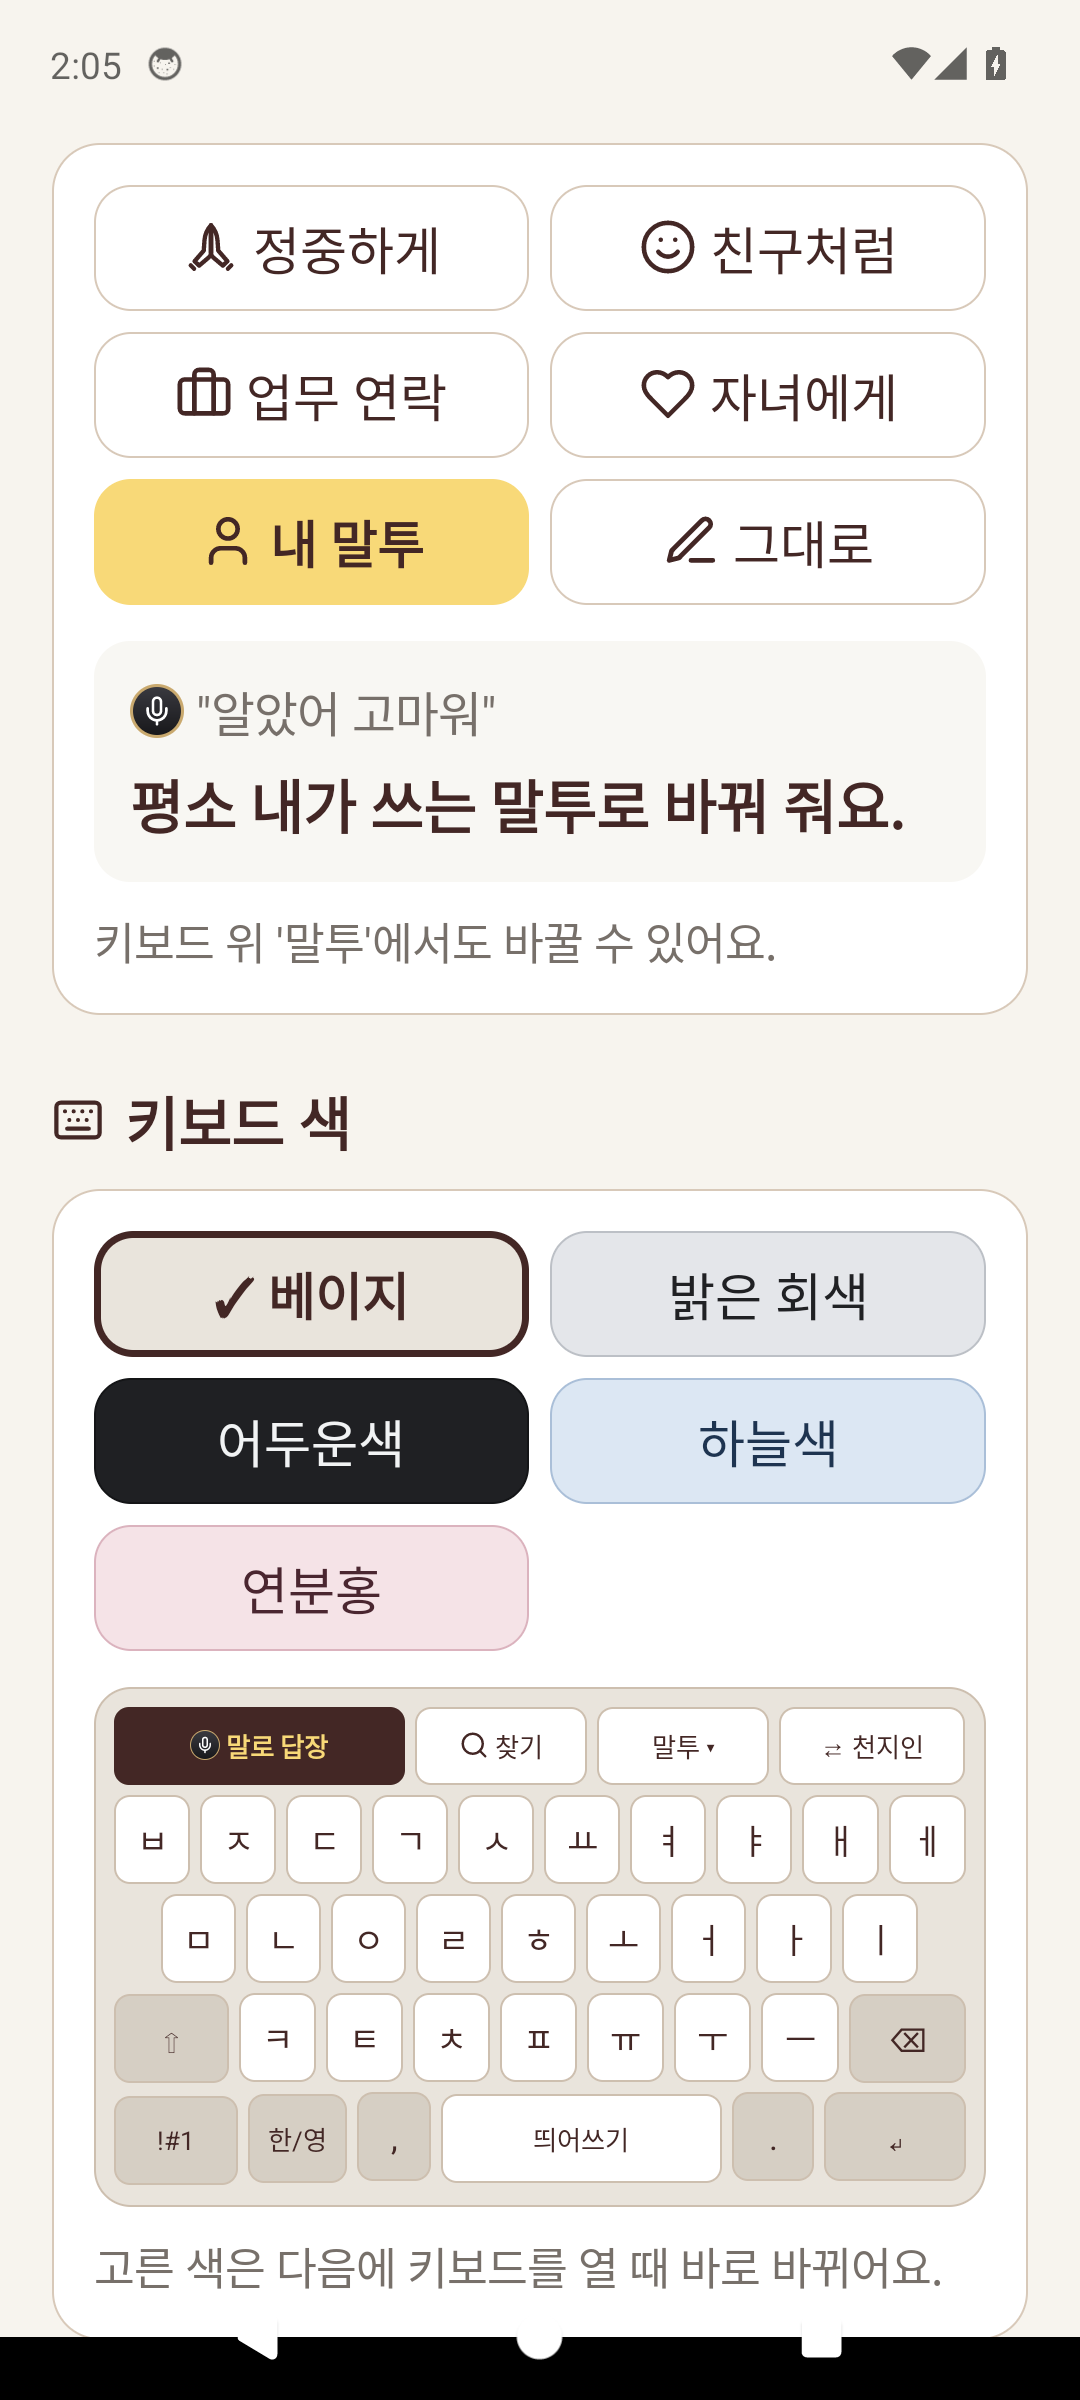 2:05
정중하게
친구처럼
업무 연락
자녀에게
내 말투
그대로
"알았어 고마워"
평소 내가 쓰는 말투로 바꿔 줘요.
키보드 위 '말투'에서도 바꿀 수 있어요.
키보드 색
✓ 베이지
밝은 회색
어두운색
하늘색
연분홍
말로 답장 찾기 말투 ▾ ⇄ 천지인
ㅂ ㅈ ㄷ ㄱ ㅅ ㅛ ㅕ ㅑ ㅐ ㅔ
ㅁ ㄴ ㅇ ㄹ ㅎ ㅗ ㅓ ㅏ ㅣ
⇧ ㅋ ㅌ ㅊ ㅍ ㅠ ㅜ ㅡ ⌫
!#1 한/영 , 띄어쓰기 . ↵
고른 색은 다음에 키보드를 열 때 바로 바뀌어요.